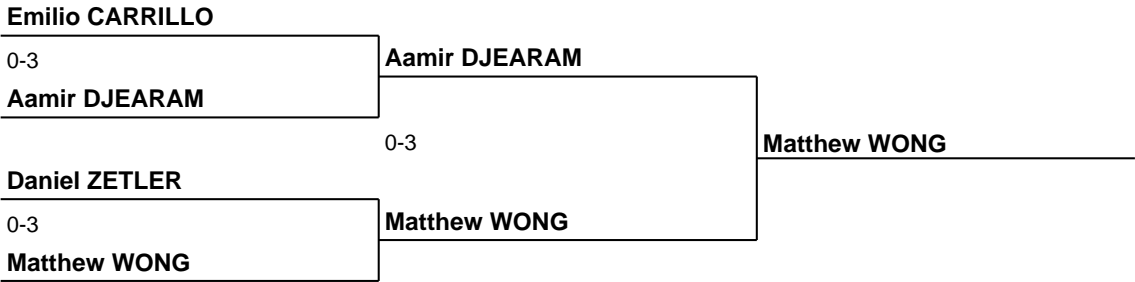 Emilio CARRILLO
0-3
Aamir DJEARAM
Aamir DJEARAM
0-3
Matthew WONG
Daniel ZETLER
0-3
Matthew WONG
Matthew WONG